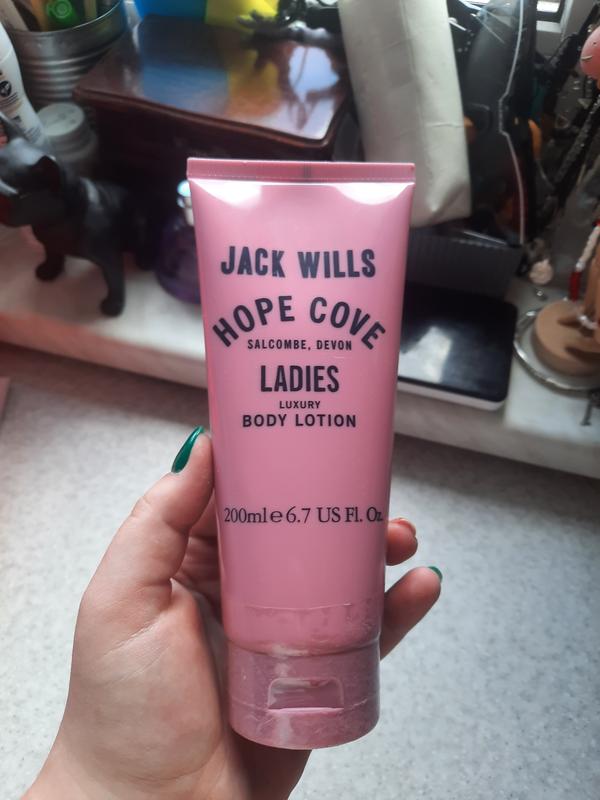 JACK WILLS
HOPE COVE
SALCOMBE, DEVON
LADIES
LUXURY
BODY LOTION
200ml e 6.7 US Fl. Oz.